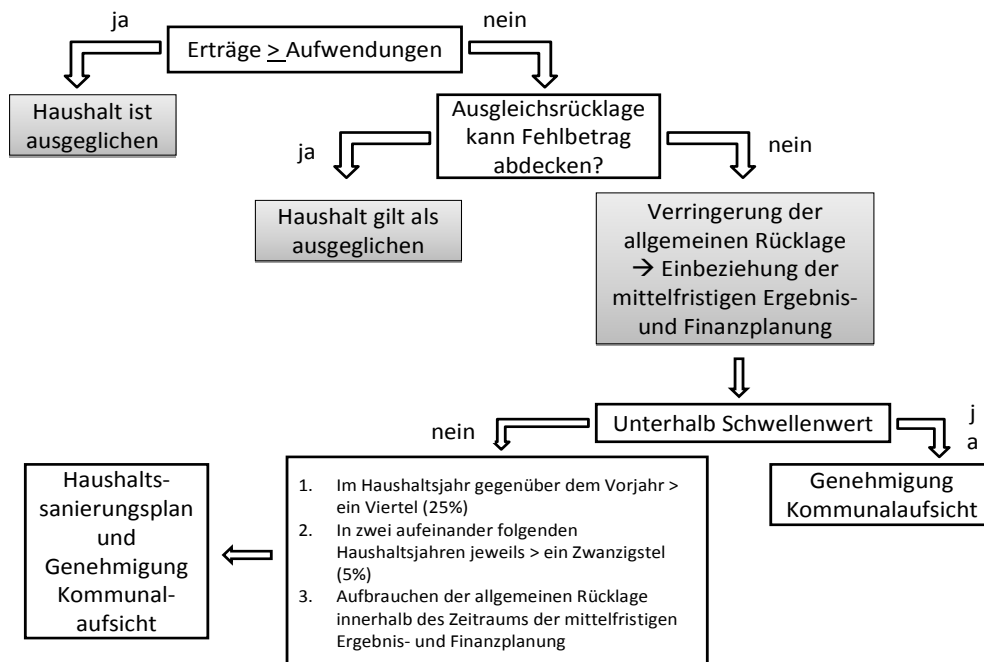 ja
nein
Erträge > Aufwendungen
Haushalt ist
ausgeglichen
Ausgleichsrücklage
kann Fehlbetrag
abdecken?
ja
nein
Haushalt gilt als
ausgeglichen
Verringerung der
allgemeinen Rücklage
→ Einbeziehung der
mittelfristigen Ergebnis-
und Finanzplanung
Unterhalb Schwellenwert
nein
j
a
Genehmigung
Kommunalaufsicht
1. Im Haushaltsjahr gegenüber dem Vorjahr >
ein Viertel (25%)
2. In zwei aufeinander folgenden
Haushaltsjahren jeweils > ein Zwanzigstel
(5%)
3. Aufbrauchen der allgemeinen Rücklage
innerhalb des Zeitraums der mittelfristigen
Ergebnis- und Finanzplanung
Haushalts-
sanierungsplan
und
Genehmigung
Kommunal-
aufsicht